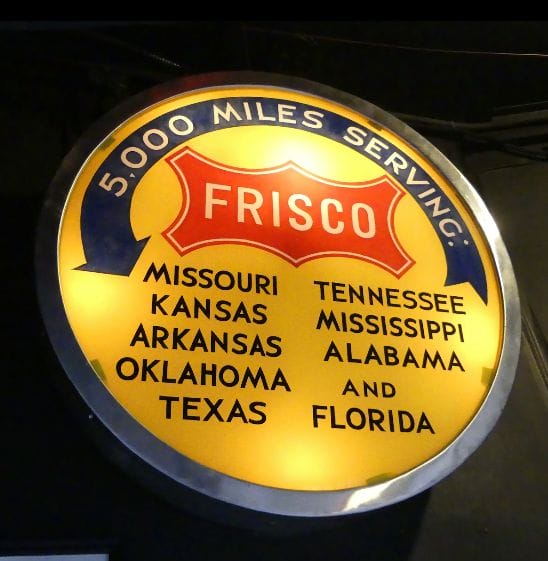 5,000 MILES SERVING:
FRISCO
MISSOURI
KANSAS
ARKANSAS
OKLAHOMA
TEXAS
TENNESSEE
MISSISSIPPI
ALABAMA
AND
FLORIDA